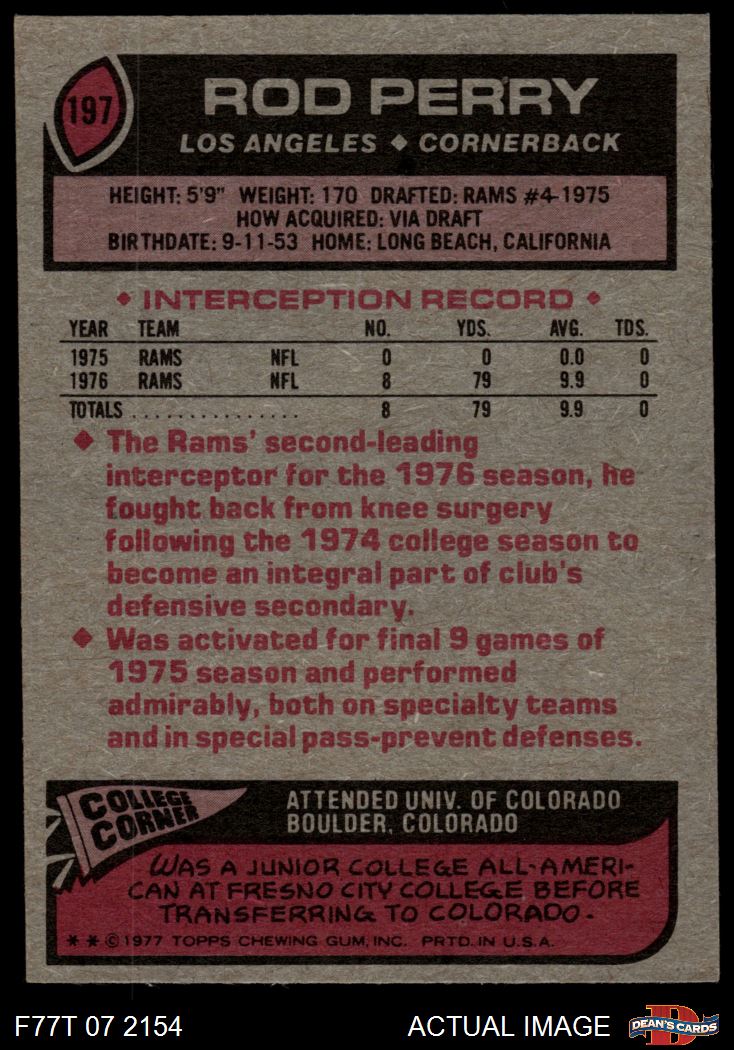 197
ROD PERRY
LOS ANGELES ◆ CORNERBACK
HEIGHT: 5'9" WEIGHT: 170 DRAFTED: RAMS #4-1975
HOW ACQUIRED: VIA DRAFT
BIRTHDATE: 9-11-53 HOME: LONG BEACH, CALIFORNIA
◆ INTERCEPTION RECORD ◆
YEAR TEAM NO. YDS. AVG. TDS.
1975 RAMS NFL 0 0 0.0 0
1976 RAMS NFL 8 79 9.9 0
TOTALS . . . . . . . . . . . . . . . 8 79 9.9 0
◆ The Rams' second-leading
interceptor for the 1976 season, he
fought back from knee surgery
following the 1974 college season to
become an integral part of club's
defensive secondary.
◆ Was activated for final 9 games of
1975 season and performed
admirably, both on specialty teams
and in special pass-prevent defenses.
COLLEGE
CORNER
ATTENDED UNIV. OF COLORADO
BOULDER, COLORADO
WAS A JUNIOR COLLEGE ALL-AMERI-
CAN AT FRESNO CITY COLLEGE BEFORE
TRANSFERRING TO COLORADO.
* * © 1977 TOPPS CHEWING GUM, INC. PRTD. IN U.S.A.
F77T 07 2154 ACTUAL IMAGE
D
DEAN'S CARDS